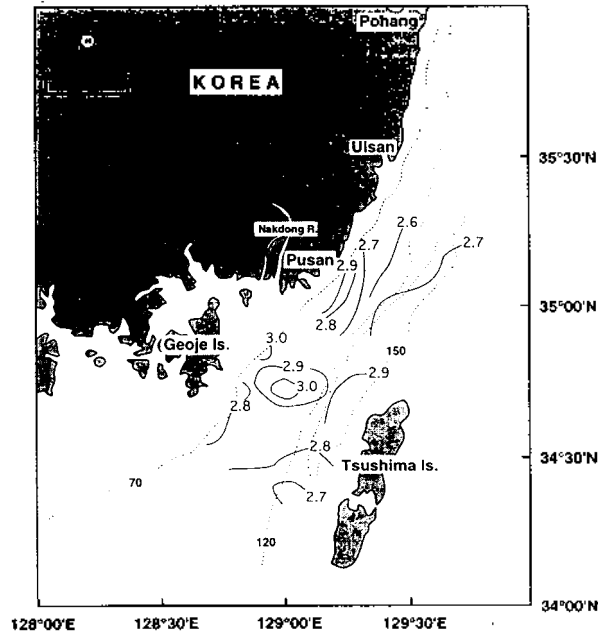 Pohang
KOREA
Ulsan
35°30'N
Nakdong R.
2.6
2.7
2.7
Pusan
2.9
2.8
35°00'N
3.0
(Geoje Is.
150
2.9
2.9
3.0
2.8
2.8
Tsushima Is.
34°30'N
70
2.7
120
34°00'N
128°00'E
128°30'E
129°00'E
129°30'E